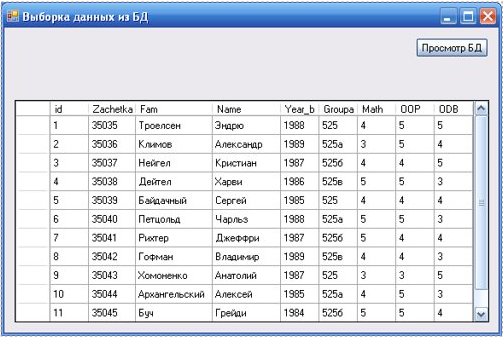 Выборка данных из БД
Просмотр БД
id Zachetka Fam Name Year_b Groupa Math OOP ODB
1 35035 Троелсен Эндрю 1988 525 4 5 5
2 35036 Климов Александр 1989 525а 3 5 4
3 35037 Нейгел Кристиан 1987 525б 4 4 5
4 35038 Дейтел Харви 1986 525в 5 5 3
5 35039 Байдачный Сергей 1985 525 4 4 4
6 35040 Петцольд Чарльз 1988 525а 5 5 3
7 35041 Рихтер Джеффри 1987 525б 5 4 4
8 35042 Гофман Владимир 1989 525в 4 4 3
9 35043 Хомоненко Анатолий 1987 525 3 3 5
10 35044 Архангельский Алексей 1985 525а 4 5 3
11 35045 Буч Грейди 1984 525б 5 5 4